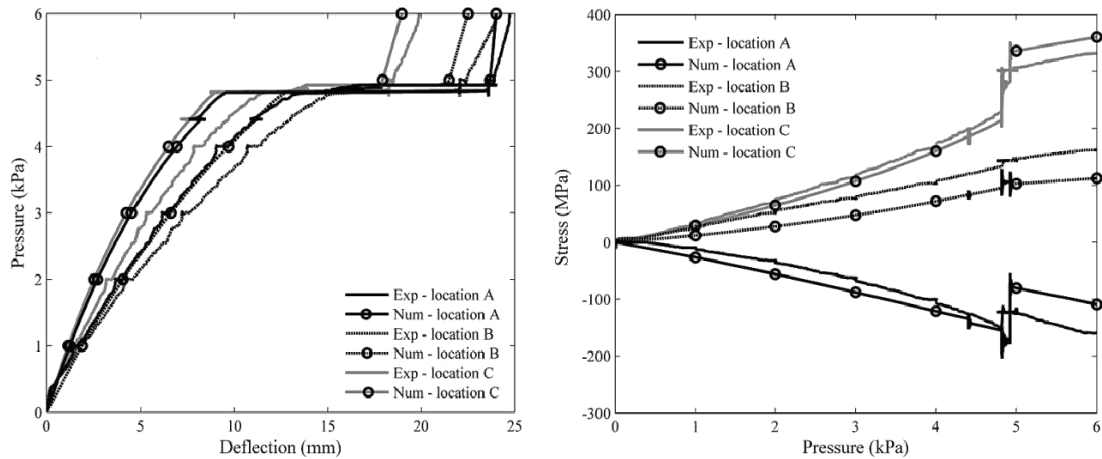 6
5
4
3
2
1
0
0
5
10
15
20
25
Pressure (kPa)
Deflection (mm)
Exp - location A
Num - location A
Exp - location B
Num - location B
Exp - location C
Num - location C
400
300
200
100
0
-100
-200
-300
0
1
2
3
4
5
6
Stress (MPa)
Pressure (kPa)
Exp - location A
Num - location A
Exp - location B
Num - location B
Exp - location C
Num - location C